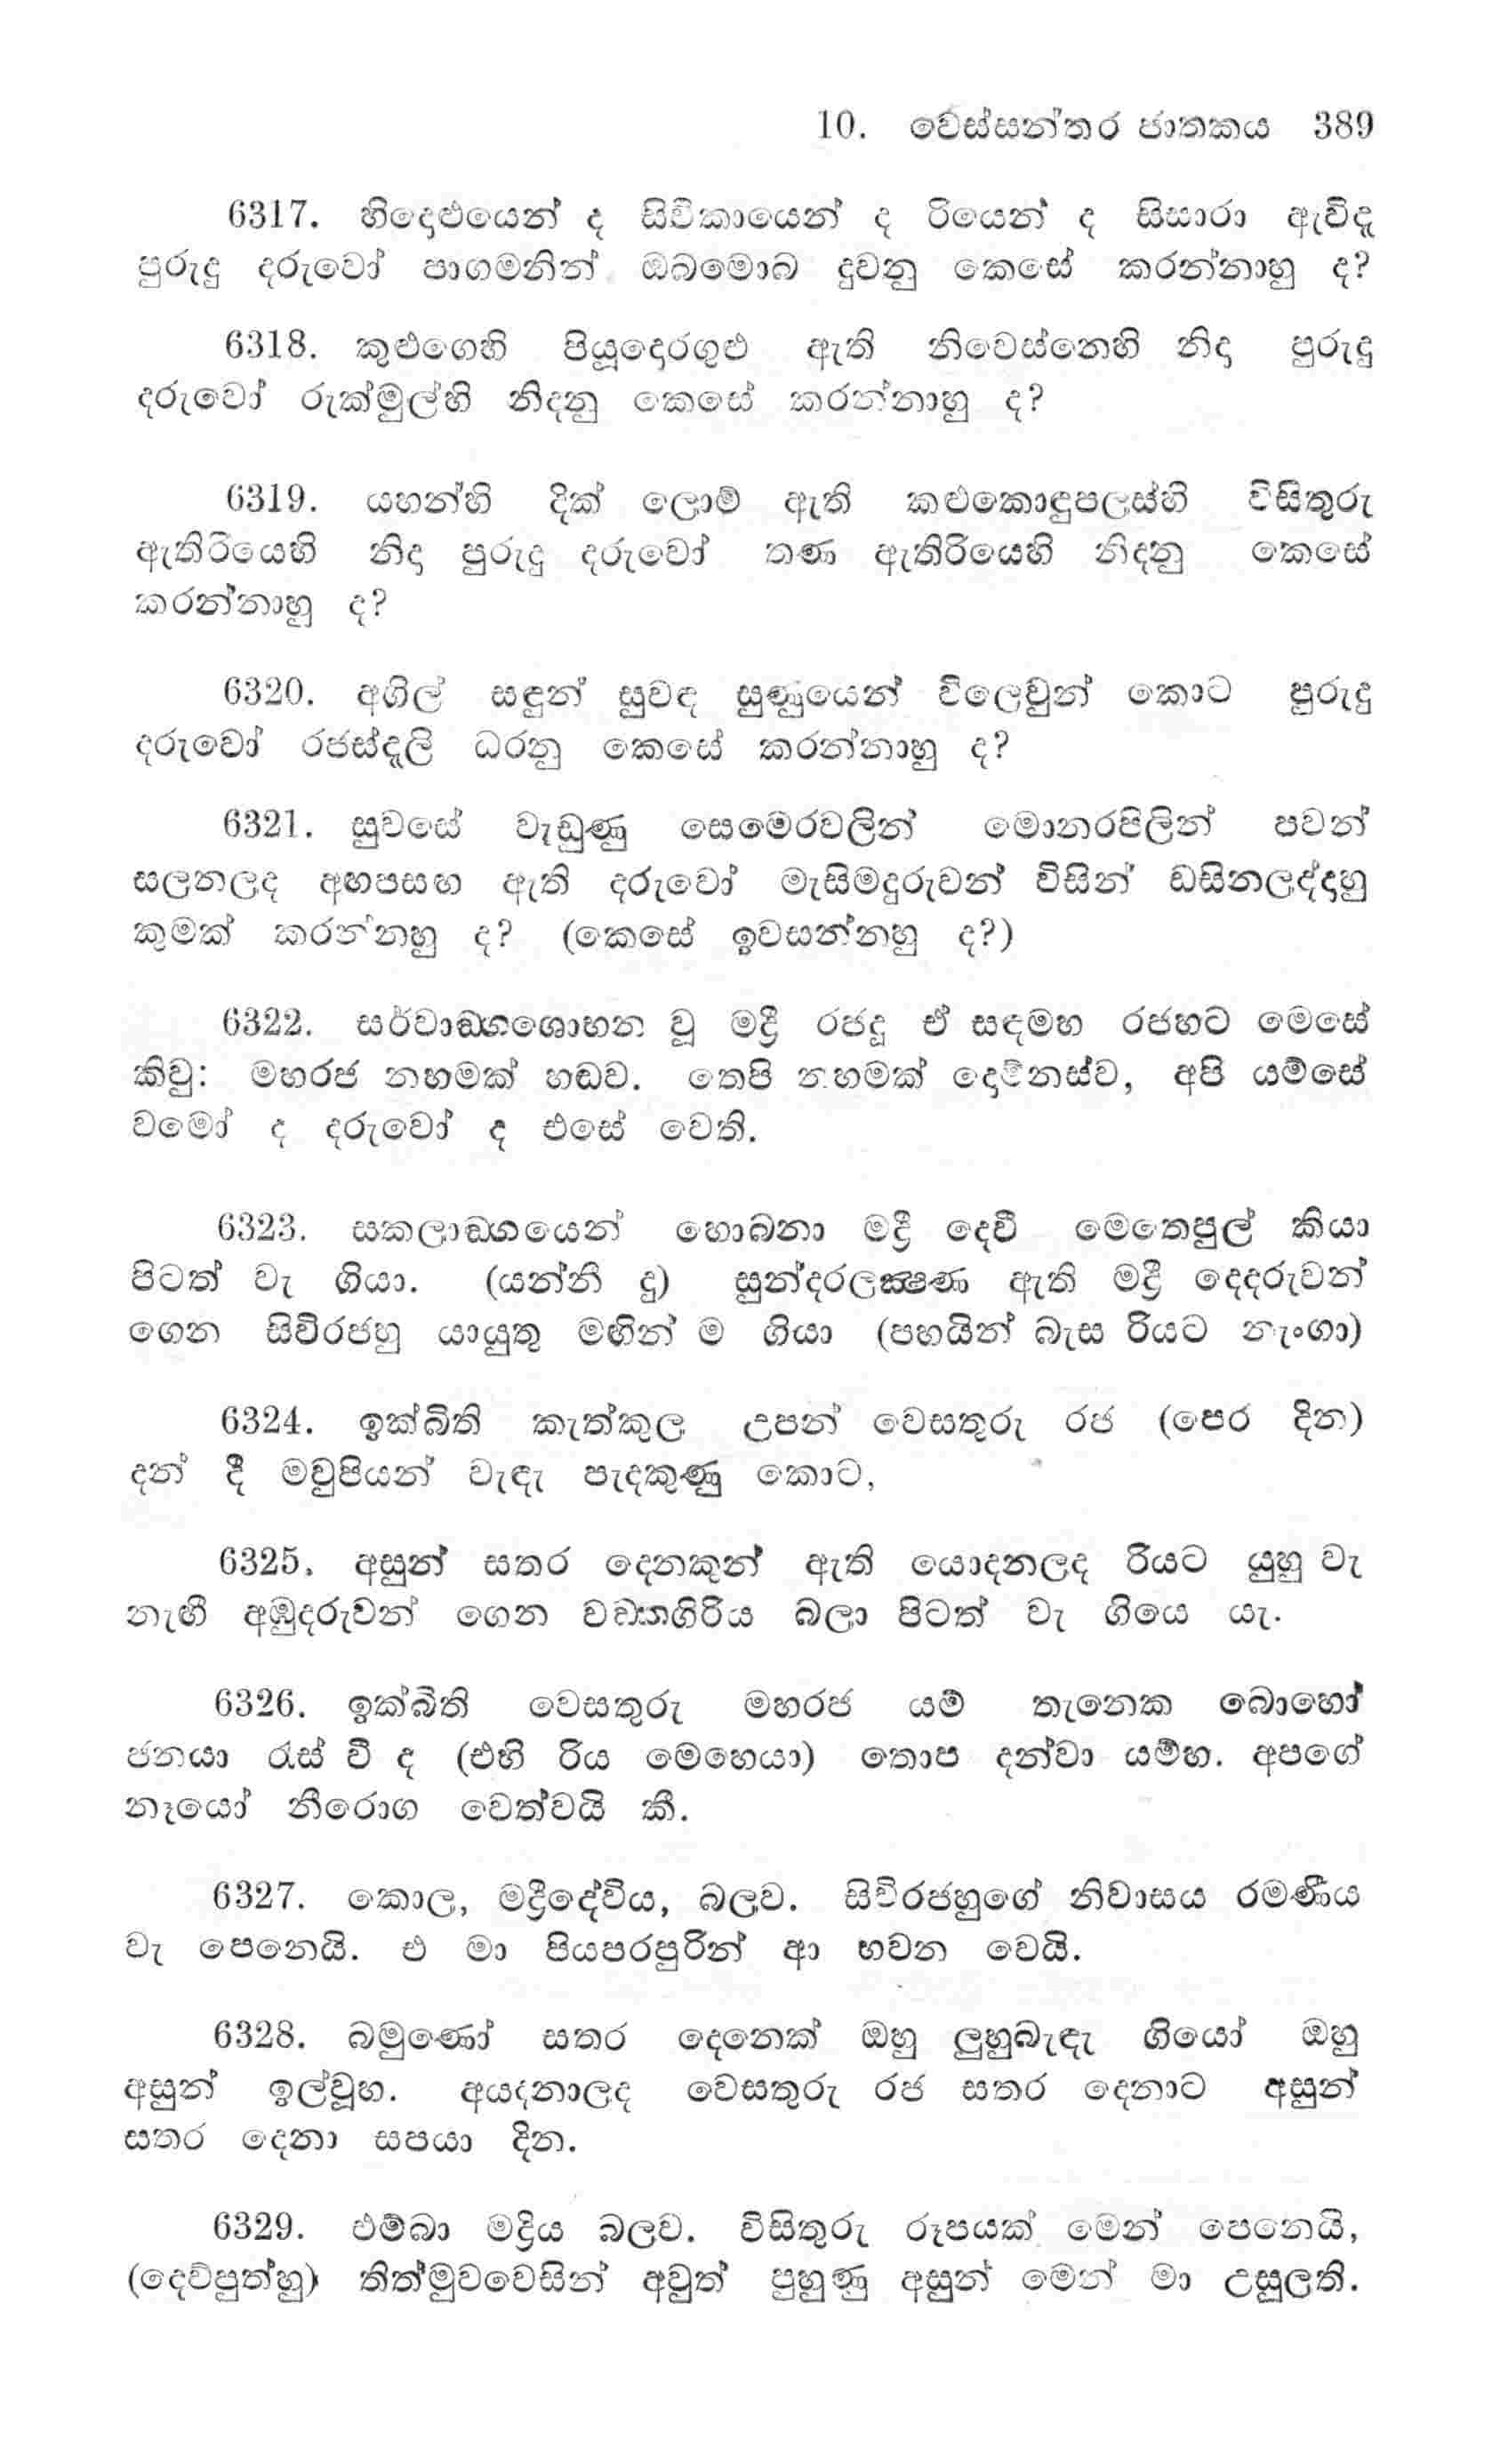 10. වෙස්සන්තර ජාතකය 389
6317. හිදොළුයෙන් ද සිවිකායෙන් ද රියෙන් ද සිසාරා ඇවිදැ
පුරුදු දරුවෝ පාගමනින් ඔබමොබ දුවනු කෙසේ කරන්නාහු ද?
6318. කුළුගෙහි පියූදොරගුළු ඇති නිවෙස්නෙහි නිදා පුරුදු
දරුවෝ රුක්මුල්හි නිදනු කෙසේ කරන්නාහු ද?
6319. යහන්හි දික් ලොම් ඇති කළුකොඳුපලස්හි විසිතුරු
ඇතිරියෙහි නිදා පුරුදු දරුවෝ තණ ඇතිරියෙහි නිදනු කෙසේ
කරන්නාහු ද?
6320. අගිල් සඳුන් සුවඳ සුණුයෙන් විලෙවුන් කොට පුරුදු
දරුවෝ රජස්දැලි ධරනු කෙසේ කරන්නාහු ද?
6321. සුවසේ වැඩුණු සෙමෙරවලින් මොනරපිලින් පවන්
සලනලද අඟපසඟ ඇති දරුවෝ මැසිමදුරුවන් විසින් ඩසිනලද්දාහු
කුමක් කරන්නහු ද? (කෙසේ ඉවසන්නහු ද?)
6322. සර්වාඞ්ගශොභන වූ මද්‍රී රජදූ ඒ සඳමහ රජහට මෙසේ
කිවු: මහරජ නහමක් හඬව. තෙපි නහමක් දොම්නස්ව, අපි යම්සේ
වමෝ ද දරුවෝ ද එසේ වෙති.
6323. සකලාඞ්ගයෙන් හොබනා මද්‍රී දෙවී මෙතෙපුල් කියා
පිටත් වැ ගියා. (යන්නී දු) සුන්දරලක්‍ෂණ ඇති මද්‍රී දෙදරුවන්
ගෙන සිවිරජහු යායුතු මඟින් ම ගියා (පහයින් බැස රියට නැංගා)
6324. ඉක්බිති කැත්කුල උපන් වෙසතුරු රජ (පෙර දින)
දන් දී මවුපියන් වැඳැ පැදකුණු කොට,
6325. අසුන් සතර දෙනකුන් ඇති යොදනලද රියට යුහු වැ
නැඟී අඹුදරුවන් ගෙන වඞ්කගිරිය බලා පිටත් වැ ගියෙ යැ.
6326. ඉක්බිති වෙසතුරු මහරජ යම් තැනෙක බොහෝ
ජනයා රැස් වී ද (එහි රිය මෙහෙයා) තොප දන්වා යම්හ. අපගේ
නෑයෝ නීරොග වෙත්වයි කී.
6327. කොල, මද්‍රීදේවිය, බලව. සිවිරජහුගේ නිවාසය රමණීය
වැ පෙනෙයි. එ මා පියපරපුරින් ආ භවන වෙයි.
6328. බමුණෝ සතර දෙනෙක් ඔහු ලුහුබැඳැ ගියෝ ඔහු
අසුන් ඉල්වූහ. අයදනාලද වෙසතුරු රජ සතර දෙනාට අසුන්
සතර දෙනා සපයා දින.
6329. එම්බා මද්‍රිය බලව. විසිතුරු රූපයක් මෙන් පෙනෙයි,
(දෙව්පුත්හු) තිත්මුවවෙසින් අවුත් පුහුණු අසුන් මෙන් මා උසුලති.